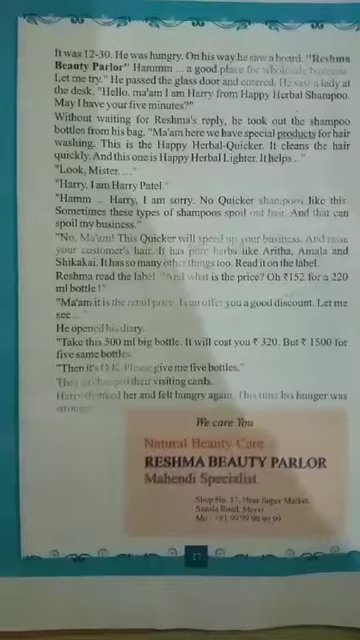 It was 12-30. He was hungry. On his way he saw a board. "Reshma
Beauty Parlor" Hammm ... a good place for wholesale business.
Let me try." He passed the glass door and entered. He saw a lady at
the desk. "Hello, ma'am I am Harry from Happy Herbal Shampoo.
May I have your five minutes?"
Without waiting for Reshma's reply, he took out the shampoo
bottles from his bag. "Ma'am here we have special products for hair
washing. This is the Happy Herbal-Quicker. It cleans the hair
quickly. And this one is Happy Herbal Lighter. It helps .. "
"Look, Mister. ..."
"Harry. I am Harry Patel."
"Hamm ... Harry, I am sorry. No Quicker shampoos like this.
Sometimes these types of shampoos spoil our hair. And that can
spoil my business."
"No, Ma'am! This Quicker will speed up your business. And raise
your customer's hair. It has pure herbs like Aritha, Amala and
Shikakai. It has so many other things too. Read it on the label.
Reshma read the label "And what is the price? Oh ₹152 for a 220
ml bottle !"
"Ma'am it is the retail price. I can offer you a good discount. Let me
see ... "
He opened his diary.
"Take this 500 ml big bottle. It will cost you ₹ 320. But ₹ 1500 for
five same bottles."
"Then it's O.K. Please give me five bottles."
They exchanged their visiting cards.
Harry thanked her and felt hungry again. This time his hunger was
strong.
We care You
Natural Beauty Care
RESHMA BEAUTY PARLOR
Mahendi Specialist
Shop No. 37, Near Super Market,
Sanala Road, Morvi
Mo : +91 99 99 99 99 99